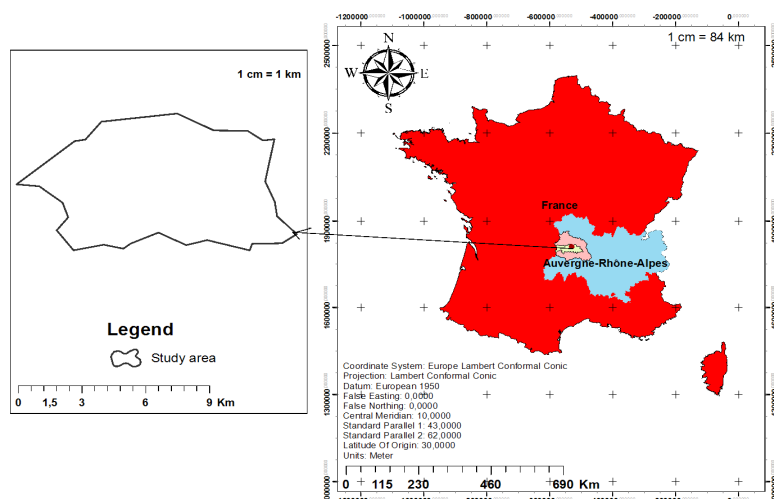 1 cm = 1 km
Legend
Study area
0 1,5 3 6 9 Km
-1200000 -1000000 -800000 -600000 -400000 -200000 0
1 cm = 84 km
N
W E
S
2500000
2200000
1900000
1600000
1300000
France
Auvergne-Rhône-Alpes
Coordinate System: Europe Lambert Conformal Conic
Projection: Lambert Conformal Conic
Datum: European 1950
False Easting: 0,0000
False Northing: 0,0000
Central Meridian: 10,0000
Standard Parallel 1: 43,0000
Standard Parallel 2: 62,0000
Latitude Of Origin: 30,0000
Units: Meter
0 115 230 460 690 Km